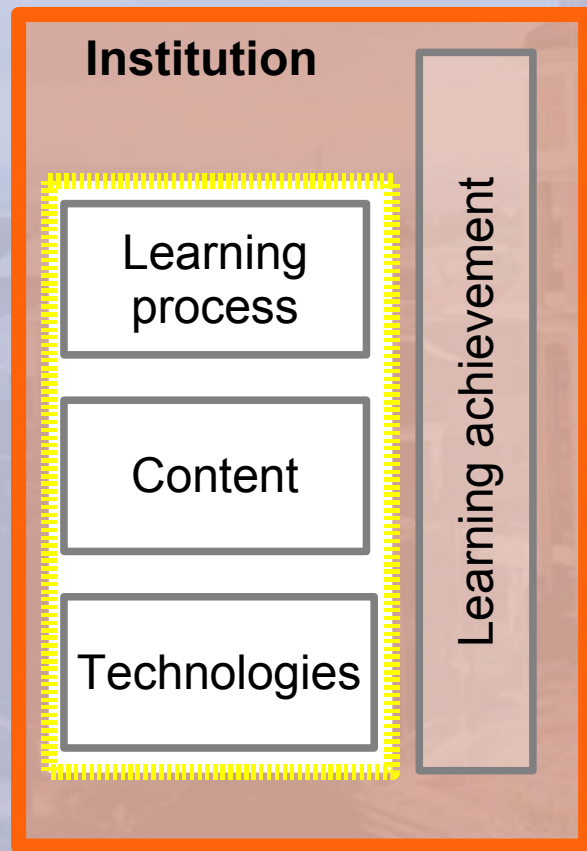 Institution
Learning
process
Content
Technologies
Learning achievement